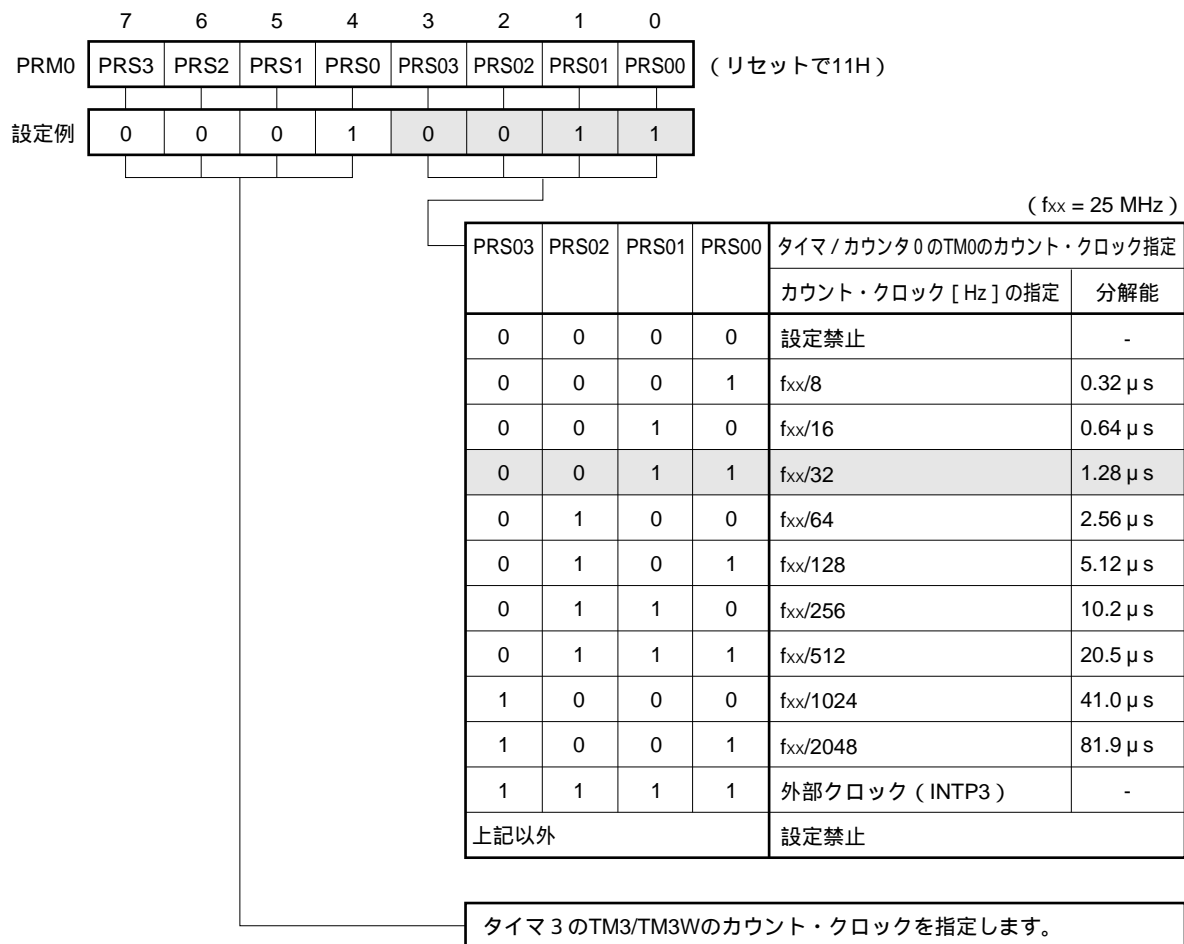 7 6 5 4 3 2 1 0
PRM0 PRS3 PRS2 PRS1 PRS0 PRS03 PRS02 PRS01 PRS00 (リセットで11H)
設定例 0 0 0 1 0 0 1 1
(fxx = 25 MHz)
PRS03 PRS02 PRS01 PRS00 タイマ/カウンタ0のTM0のカウント・クロック指定
カウント・クロック[Hz]の指定 分解能
0 0 0 0 設定禁止 -
0 0 0 1 fxx/8 0.32 μs
0 0 1 0 fxx/16 0.64 μs
0 0 1 1 fxx/32 1.28 μs
0 1 0 0 fxx/64 2.56 μs
0 1 0 1 fxx/128 5.12 μs
0 1 1 0 fxx/256 10.2 μs
0 1 1 1 fxx/512 20.5 μs
1 0 0 0 fxx/1024 41.0 μs
1 0 0 1 fxx/2048 81.9 μs
1 1 1 1 外部クロック(INTP3) -
上記以外 設定禁止
タイマ3のTM3/TM3Wのカウント・クロックを指定します。